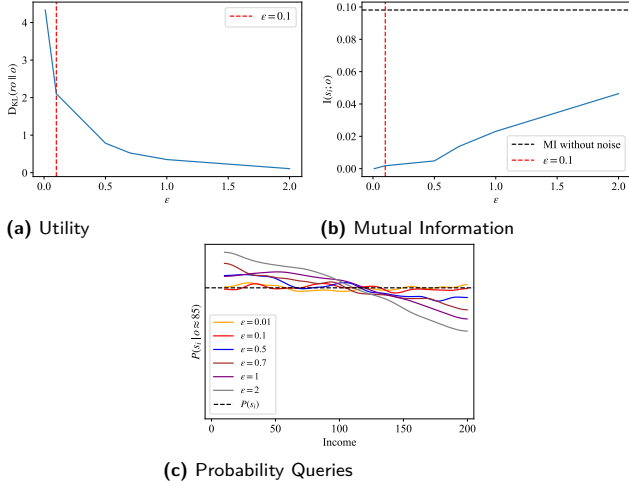 D_KL(ro || o)
4
3
2
1
0
ε = 0.1
0.0 0.5 1.0 1.5 2.0
ε
(a) Utility
I(s_i; o)
0.10
0.08
0.06
0.04
0.02
0.00
MI without noise
ε = 0.1
0.0 0.5 1.0 1.5 2.0
ε
(b) Mutual Information
P(s_i | o ≈ 85)
ε = 0.01
ε = 0.1
ε = 0.5
ε = 0.7
ε = 1
ε = 2
P(s_i)
0 50 100 150 200
Income
(c) Probability Queries